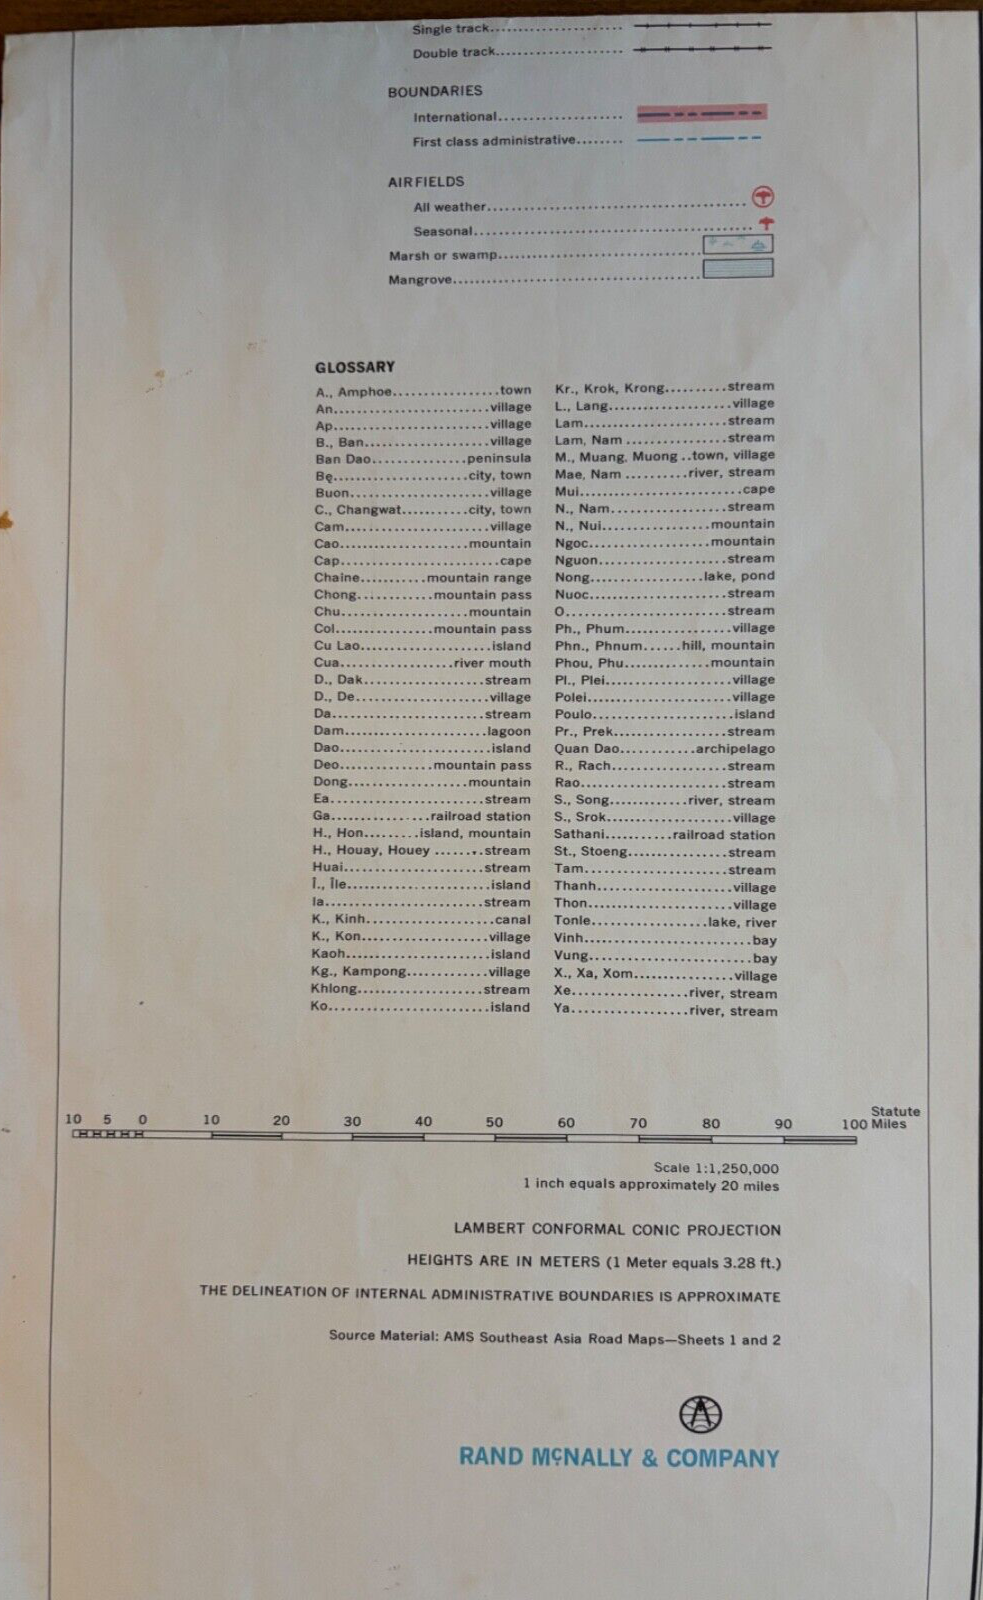 Single track........................
Double track.......................
BOUNDARIES
International......................
First class administrative........
AIRFIELDS
All weather.............................................
Seasonal.................................................
Marsh or swamp.....................................
Mangrove.............................................
GLOSSARY
A., Amphoe.................town
An.........................village
Ap.........................village
B., Ban....................village
Ban Dao...............peninsula
Bẹ......................city, town
Buon.......................village
C., Changwat..........city, town
Cam........................village
Cao.....................mountain
Cap..........................cape
Chaine...........mountain range
Chong............mountain pass
Chu.....................mountain
Col................mountain pass
Cu Lao......................island
Cua...................river mouth
D., Dak....................stream
D., De......................village
Da.........................stream
Dam........................lagoon
Dao.........................island
Deo...............mountain pass
Dong....................mountain
Ea.........................stream
Ga................railroad station
H., Hon.........island, mountain
H., Houay, Houey ........stream
Huai.......................stream
Î., Île........................island
Ia..........................stream
K., Kinh.....................canal
K., Kon.....................village
Kaoh........................island
Kg., Kampong.............village
Khlong.....................stream
Ko..........................island
Kr., Krok, Krong..........stream
L., Lang....................village
Lam.......................stream
Lam, Nam ................stream
M., Muang, Muong ..town, village
Mae, Nam ..........river, stream
Mui..........................cape
N., Nam...................stream
N., Nui..................mountain
Ngoc....................mountain
Nguon.....................stream
Nong..................lake, pond
Nuoc......................stream
O..........................stream
Ph., Phum.................village
Phn., Phnum......hill, mountain
Phou, Phu..............mountain
Pl., Plei....................village
Polei.......................village
Poulo.......................island
Pr., Prek...................stream
Quan Dao............archipelago
R., Rach...................stream
Rao........................stream
S., Song.............river, stream
S., Srok....................village
Sathani...........railroad station
St., Stoeng................stream
Tam.......................stream
Thanh......................village
Thon.......................village
Tonle...................lake, river
Vinh...........................bay
Vung..........................bay
X., Xa, Xom................village
Xe...................river, stream
Ya...................river, stream
10 5 0 10 20 30 40 50 60 70 80 90 100 Statute Miles
Scale 1:1,250,000
1 inch equals approximately 20 miles
LAMBERT CONFORMAL CONIC PROJECTION
HEIGHTS ARE IN METERS (1 Meter equals 3.28 ft.)
THE DELINEATION OF INTERNAL ADMINISTRATIVE BOUNDARIES IS APPROXIMATE
Source Material: AMS Southeast Asia Road Maps—Sheets 1 and 2
RAND McNALLY & COMPANY